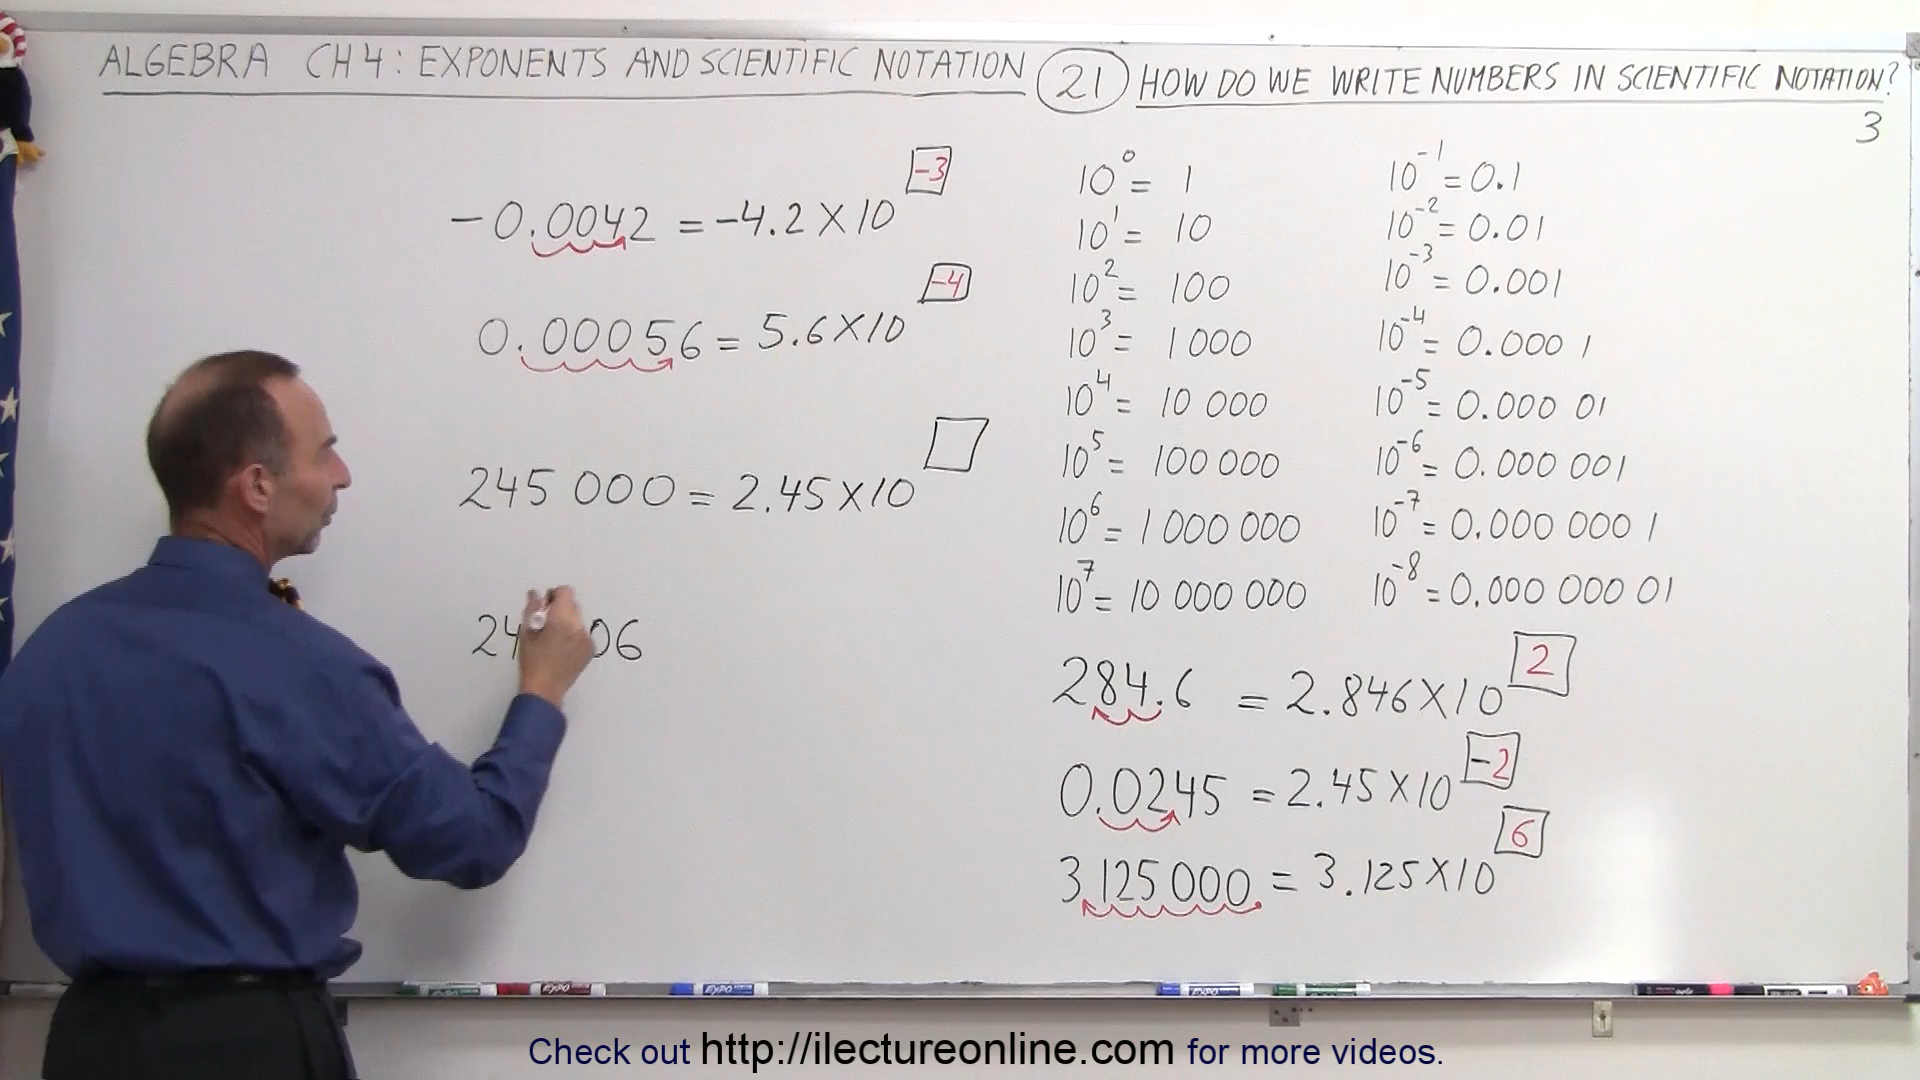 ALGEBRA CH 4: EXPONENTS AND SCIENTIFIC NOTATION (21) HOW DO WE WRITE NUMBERS IN SCIENTIFIC NOTATION?
3
-0.0042 = -4.2 X 10^-3
0.00056 = 5.6 X 10^-4
245 000 = 2.45 X 10
24 06
10^0 = 1
10^1 = 10
10^2 = 100
10^3 = 1000
10^4 = 10 000
10^5 = 100 000
10^6 = 1 000 000
10^7 = 10 000 000
10^-1 = 0.1
10^-2 = 0.01
10^-3 = 0.001
10^-4 = 0.000 1
10^-5 = 0.000 01
10^-6 = 0.000 001
10^-7 = 0.000 000 1
10^-8 = 0.000 000 01
284.6 = 2.846 X 10^2
0.0245 = 2.45 X 10^-2
3,125 000. = 3.125 X 10^6
EXPO
EXPO
EXPO
Check out http://ilectureonline.com for more videos.